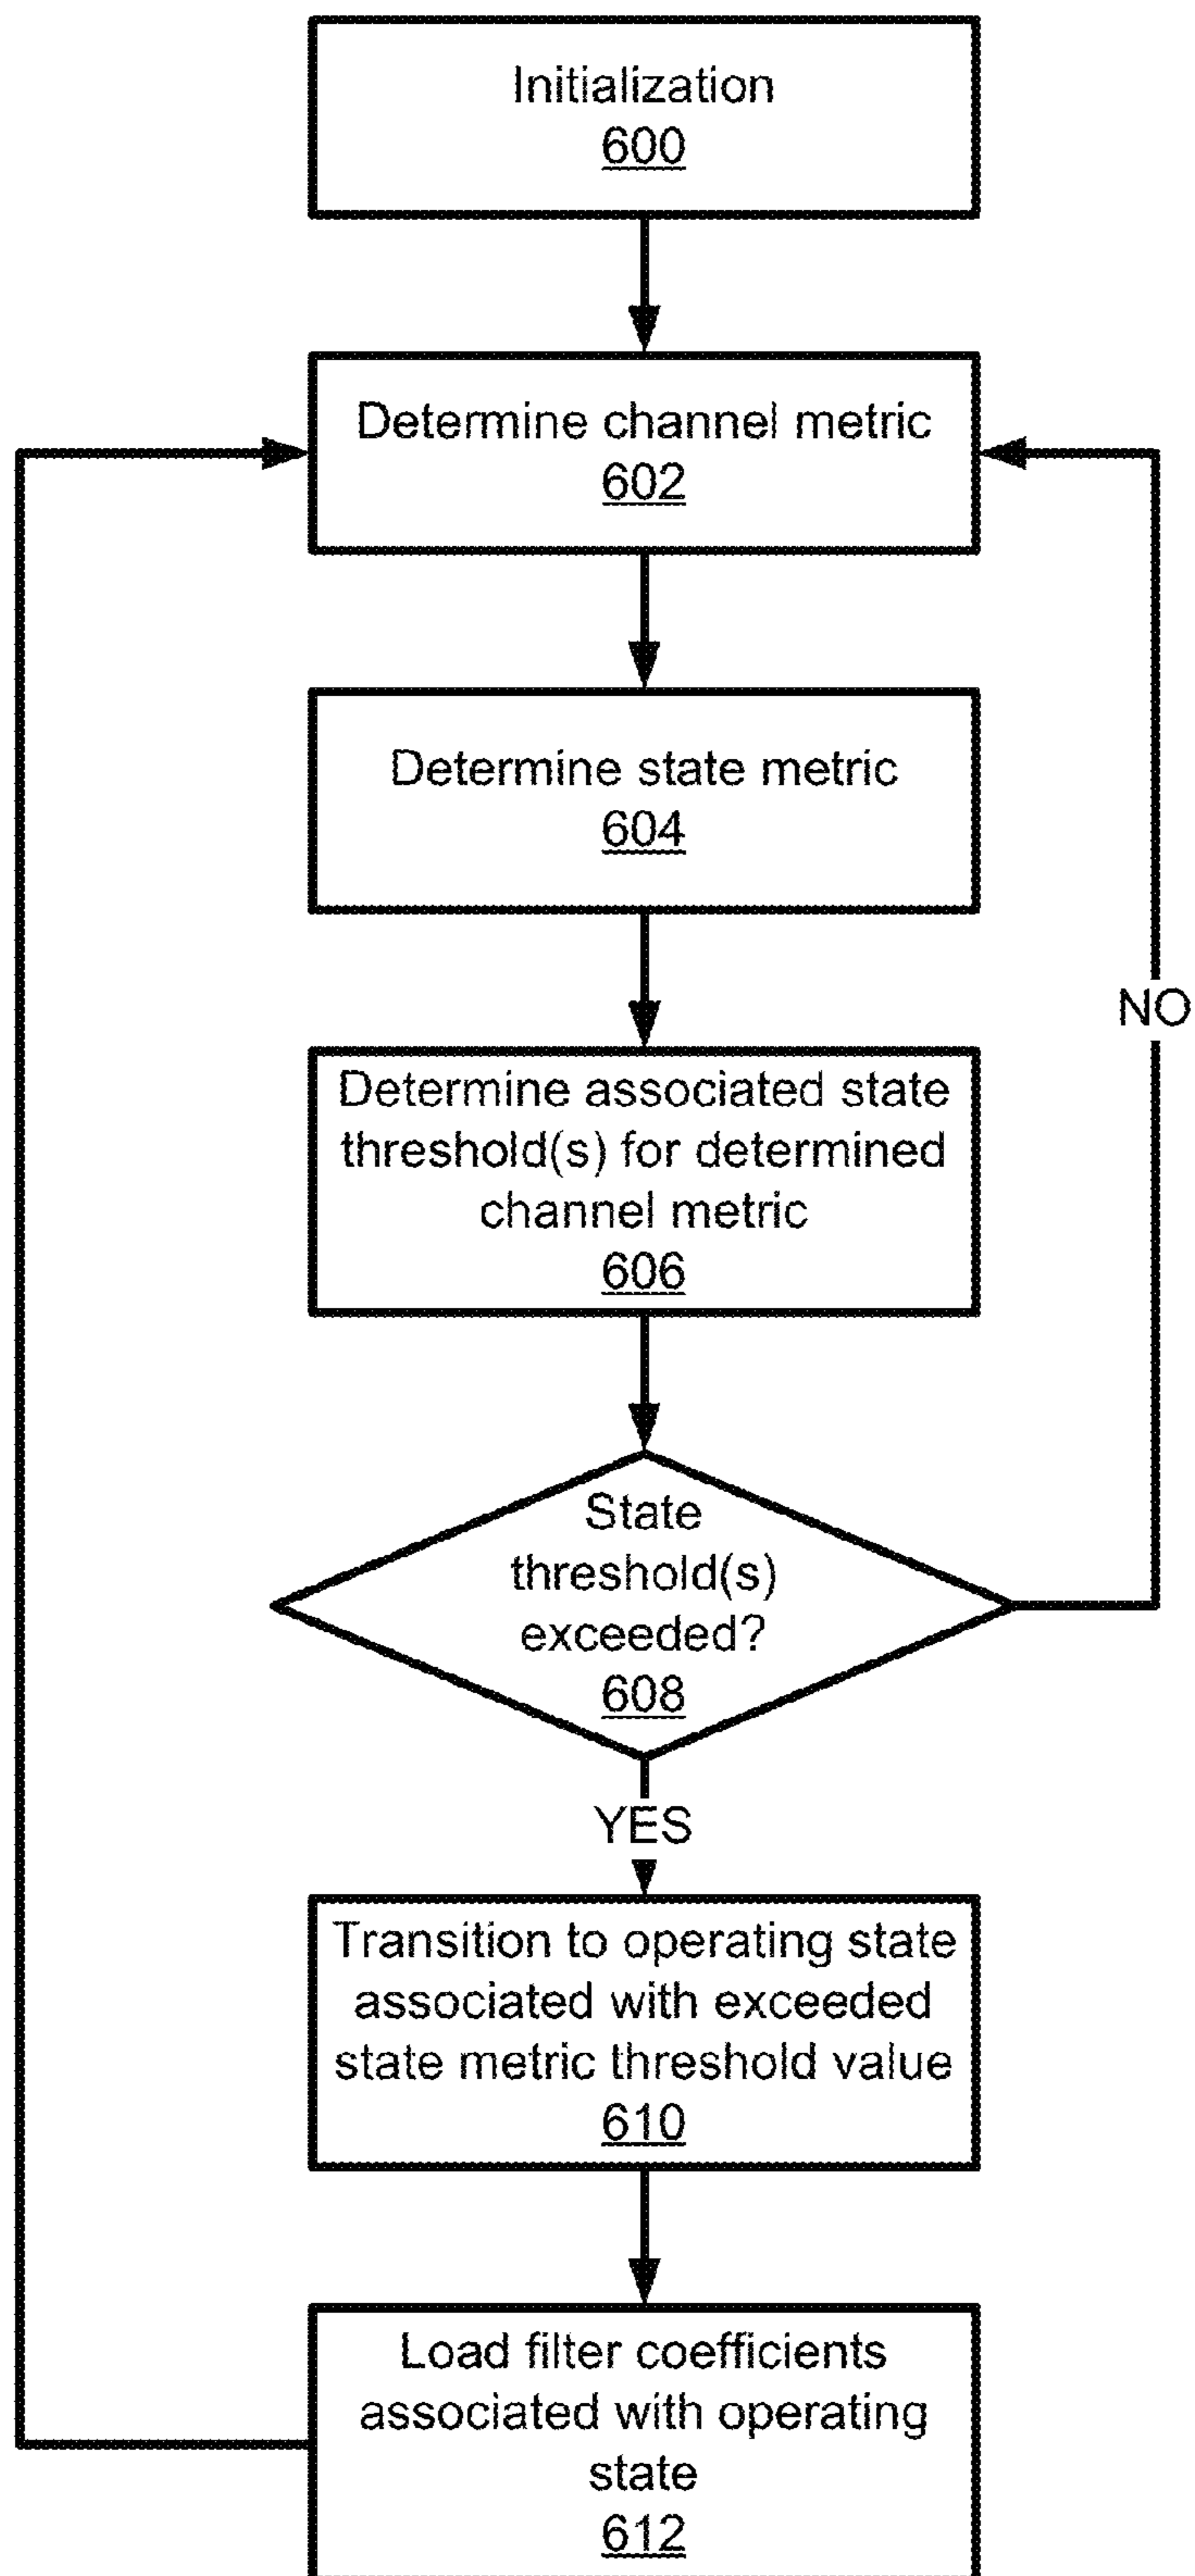 Initialization
600
Determine channel metric
602
Determine state metric
604
NO
Determine associated state
threshold(s) for determined
channel metric
606
State
threshold(s)
exceeded?
608
YES
Transition to operating state
associated with exceeded
state metric threshold value
610
Load filter coefficients
associated with operating
state
612